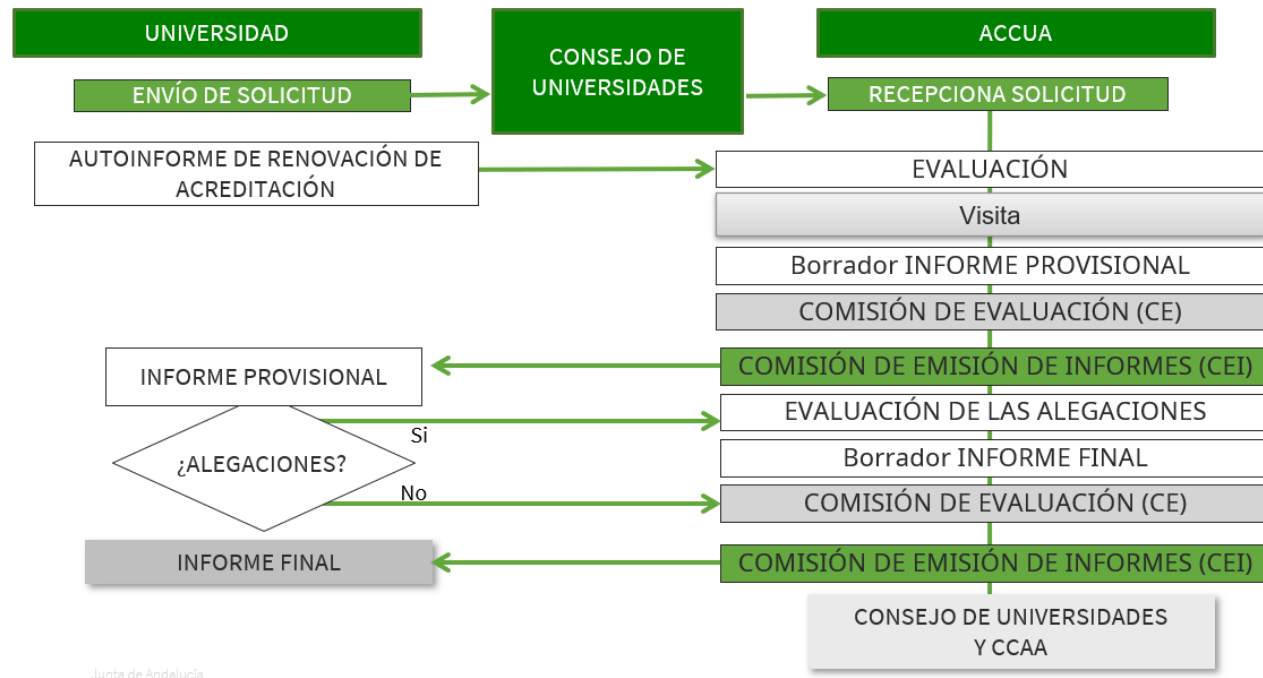 UNIVERSIDAD
CONSEJO DE
UNIVERSIDADES
ACCUA
ENVÍO DE SOLICITUD
RECEPCIONA SOLICITUD
AUTOINFORME DE RENOVACIÓN DE
ACREDITACIÓN
EVALUACIÓN
Visita
Borrador INFORME PROVISIONAL
COMISIÓN DE EVALUACIÓN (CE)
INFORME PROVISIONAL
COMISIÓN DE EMISIÓN DE INFORMES (CEI)
¿ALEGACIONES?
Si
No
EVALUACIÓN DE LAS ALEGACIONES
Borrador INFORME FINAL
COMISIÓN DE EVALUACIÓN (CE)
INFORME FINAL
COMISIÓN DE EMISIÓN DE INFORMES (CEI)
CONSEJO DE UNIVERSIDADES
Y CCAA
Junta de Andalucía